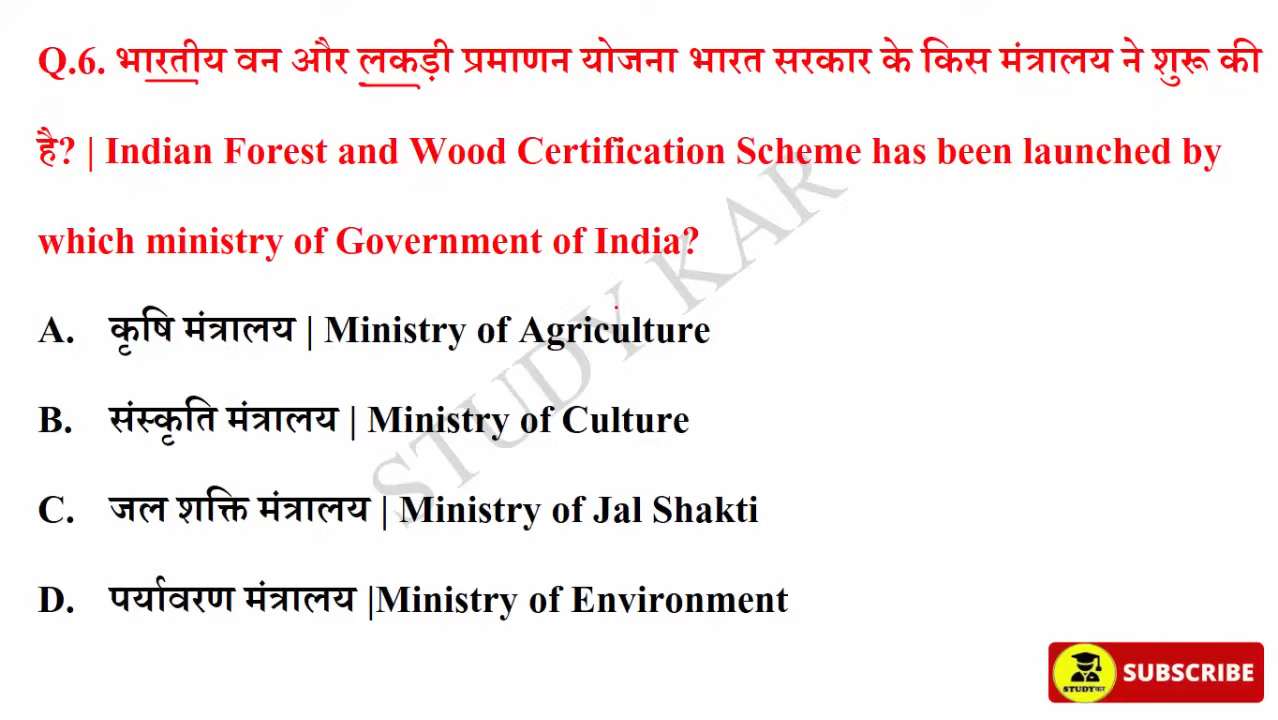 Q.6. भारतीय वन और लकड़ी प्रमाणन योजना भारत सरकार के किस मंत्रालय ने शुरू की
है? | Indian Forest and Wood Certification Scheme has been launched by
which ministry of Government of India?
A. कृषि मंत्रालय | Ministry of Agriculture
B. संस्कृति मंत्रालय | Ministry of Culture
C. जल शक्ति मंत्रालय | Ministry of Jal Shakti
D. पर्यावरण मंत्रालय |Ministry of Environment
STUDY KAR
STUDYकर
SUBSCRIBE